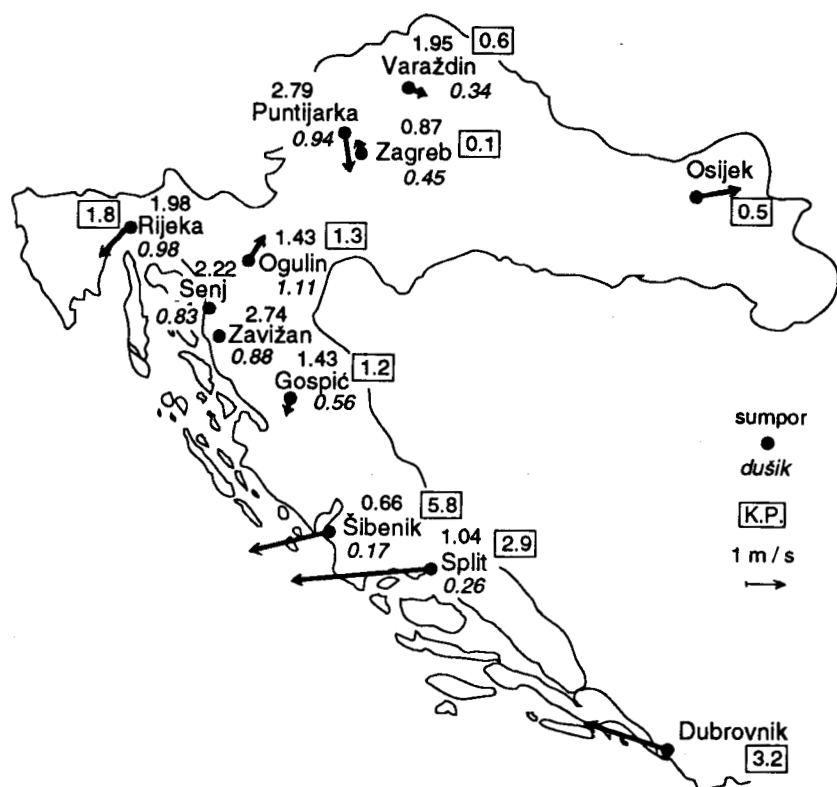 1.95 0.6
Varaždin
0.34
2.79
Puntijarka
0.94
0.87
Zagreb 0.1
0.45
Osijek
0.5
1.8 1.98
Rijeka
0.98
1.43 1.3
Ogulin
1.11
2.22
Senj
0.83
2.74
Zavižan
0.88
1.43 1.2
Gospić
0.56
0.66 5.8
Šibenik
0.17
1.04 2.9
Split
0.26
Dubrovnik
3.2
sumpor
dušik
K.P.
1 m / s